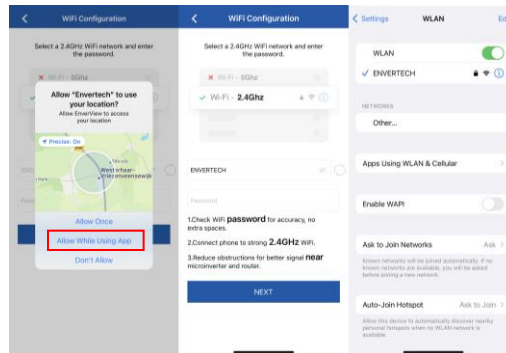 WiFi Configuration
Select a 2.4GHz WiFi network and enter
the password.
Wi-Fi - 5Ghz
Allow "Envertech" to use
your location?
Allow EnverView to access
your location
Precise: On
Allow Once
Allow While Using App
Don't Allow
WiFi Configuration
Select a 2.4GHz WiFi network and enter
the password.
Wi-Fi - 5Ghz
Wi-Fi - 2.4Ghz
ENVERTECH
Password
1.Check WiFi password for accuracy, no
extra spaces.
2.Connect phone to strong 2.4GHz WiFi.
3.Reduce obstructions for better signal near
microinverter and router.
NEXT
Settings
WLAN
Ed
WLAN
ENVERTECH
NETWORKS
Other...
Apps Using WLAN & Cellular
Enable WAPI
Ask to Join Networks
Ask
Known networks will be joined automatically. If no
known networks are available, you will be asked
before joining a new network.
Auto-Join Hotspot
Ask to Join
Allow this device to automatically discover nearby
personal hotspots when no WLAN network is
available.